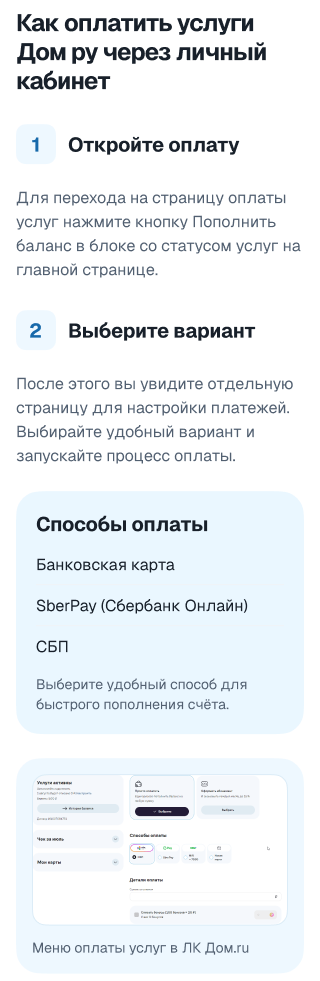 Как оплатить услуги
Дом ру через личный
кабинет
1 Откройте оплату
Для перехода на страницу оплаты
услуг нажмите кнопку Пополнить
баланс в блоке со статусом услуг на
главной странице.
2 Выберите вариант
После этого вы увидите отдельную
страницу для настройки платежей.
Выбирайте удобный вариант и
запускайте процесс оплаты.
Способы оплаты
Банковская карта
SberPay (Сбербанк Онлайн)
СБП
Выберите удобный способ для
быстрого пополнения счёта.
Услуги активны
Чек за июль
Мои карты
Способы оплаты
Детали оплаты
Меню оплаты услуг в ЛК Дом.ru